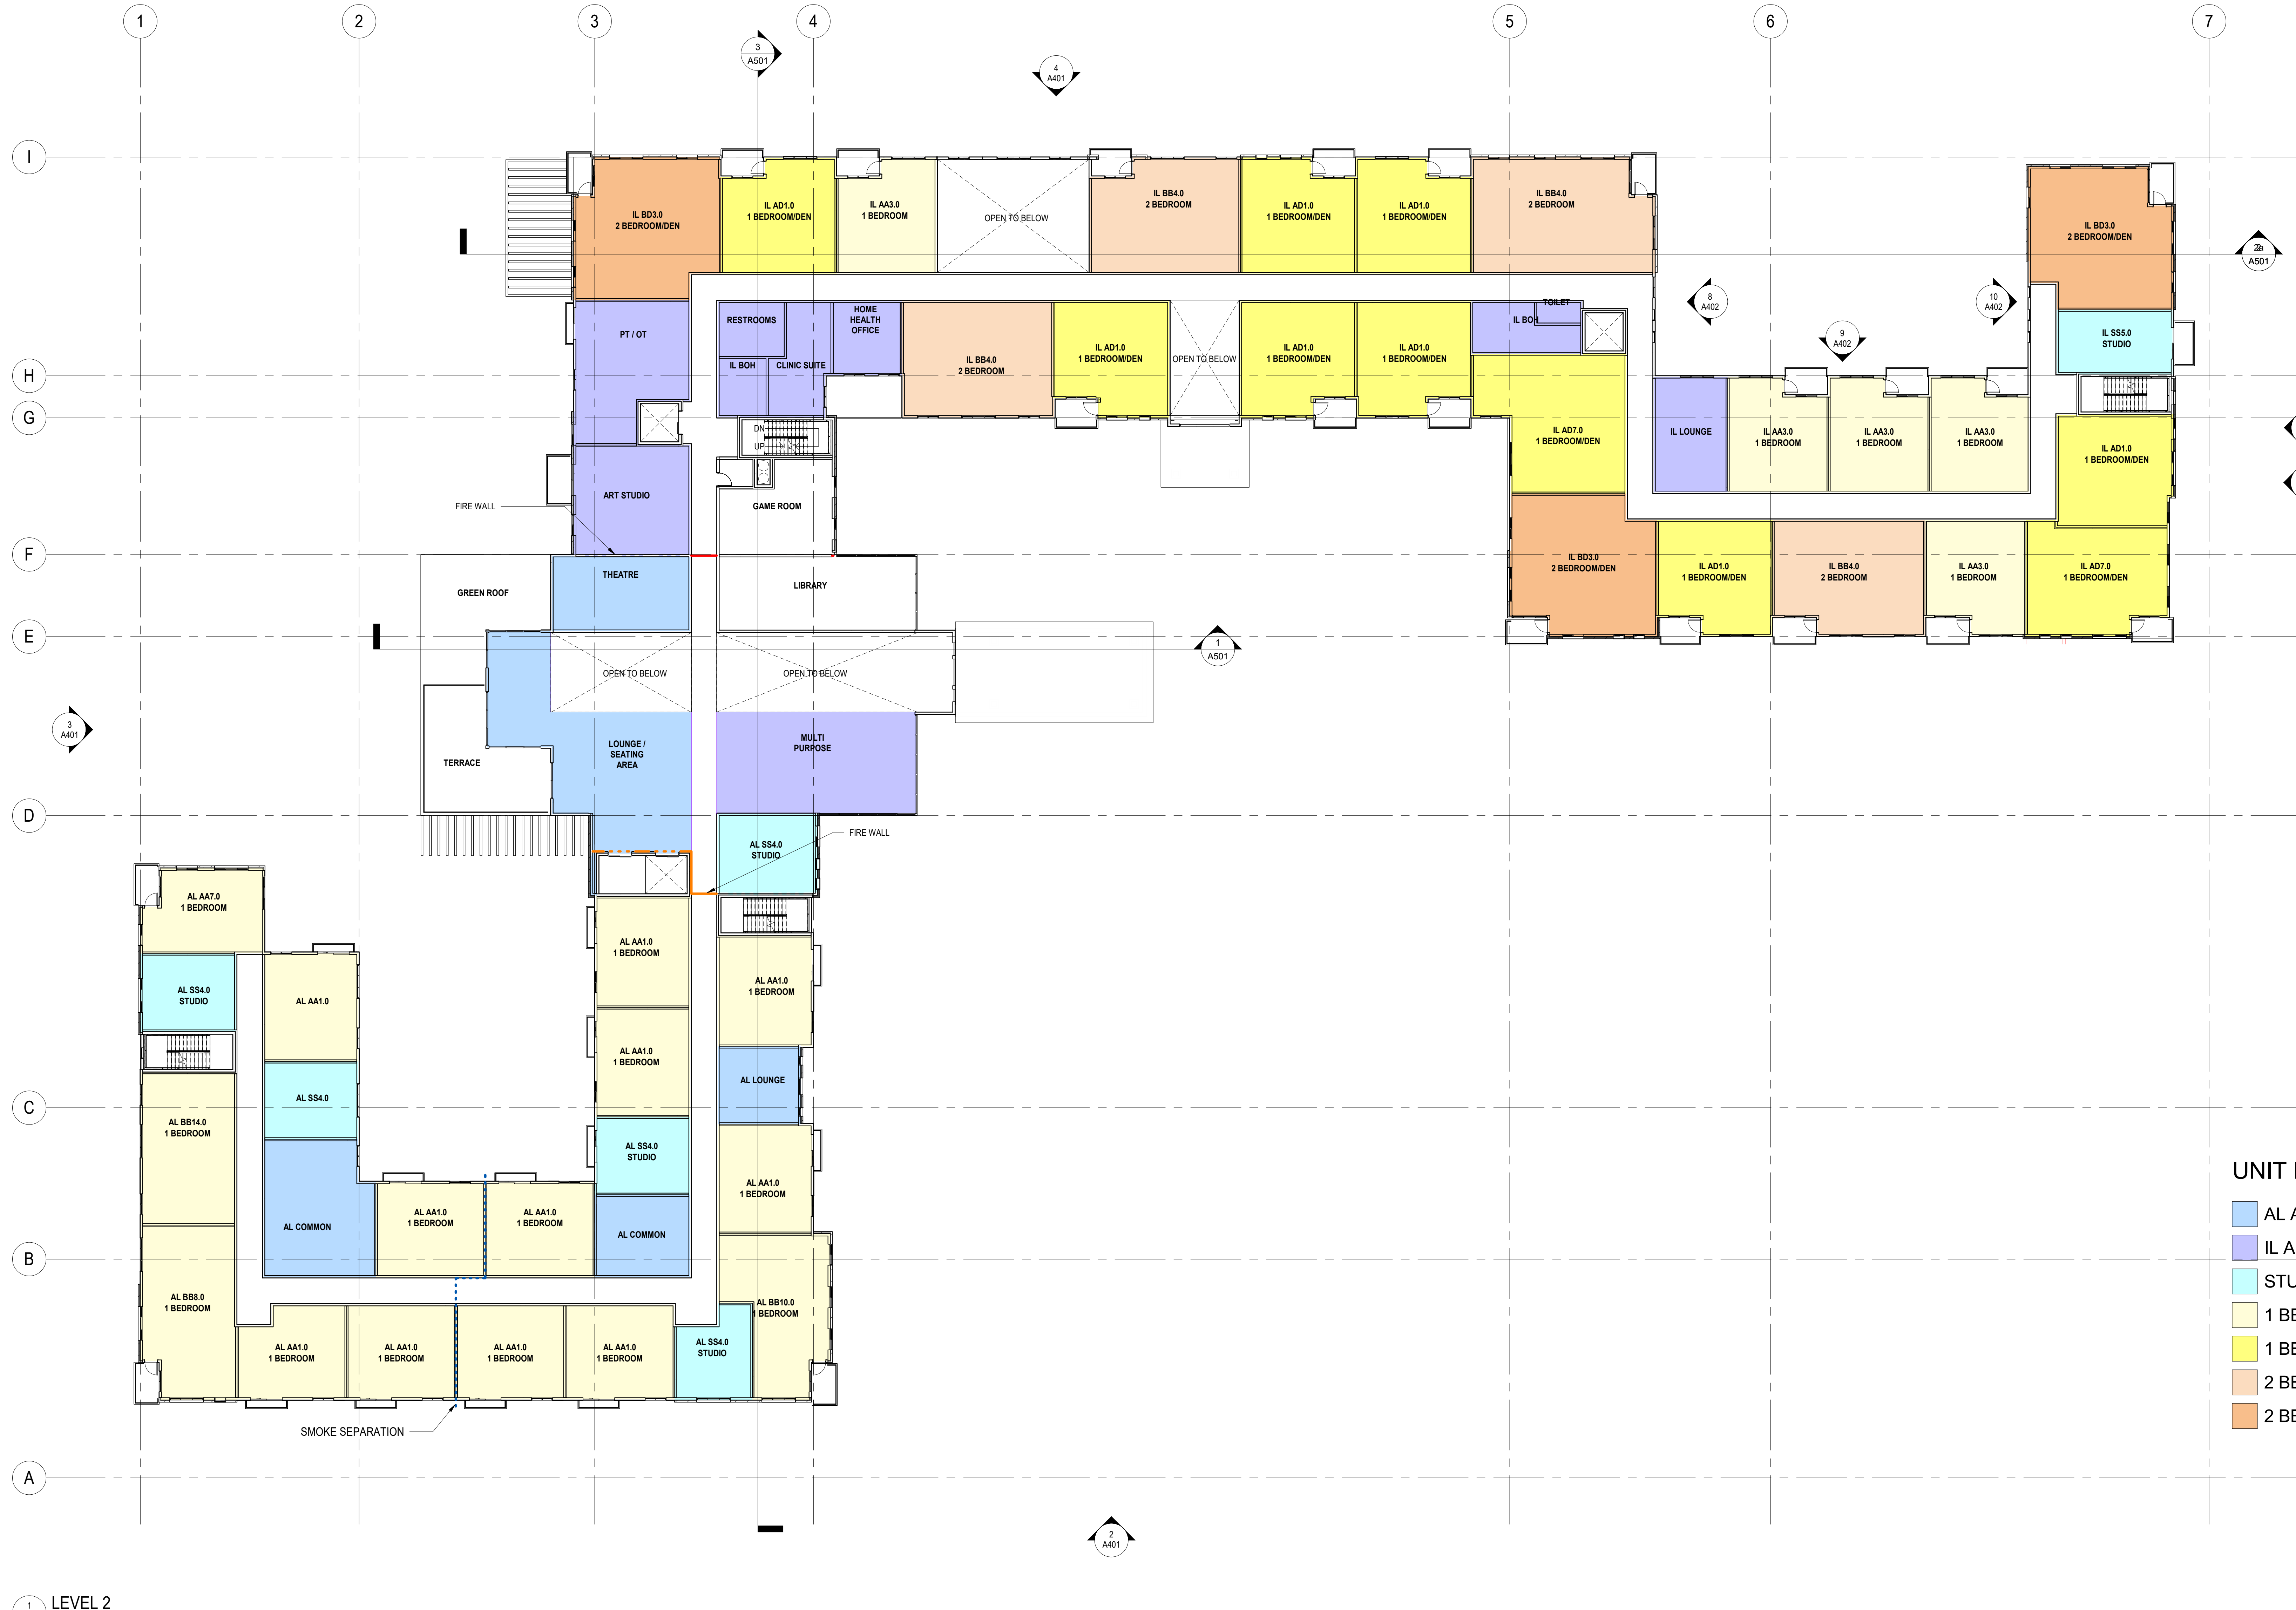 1
2
3
4
5
6
7
3
A501
4
A401
I
IL BD3.0
2 BEDROOM/DEN
IL AD1.0
1 BEDROOM/DEN
IL AA3.0
1 BEDROOM
OPEN TO BELOW
IL BB4.0
2 BEDROOM
IL AD1.0
1 BEDROOM/DEN
IL AD1.0
1 BEDROOM/DEN
IL BB4.0
2 BEDROOM
IL BD3.0
2 BEDROOM/DEN
A501
8
A402
10
A402
9
A402
PT / OT
RESTROOMS
HOME
HEALTH
OFFICE
IL BOH
CLINIC SUITE
IL BB4.0
2 BEDROOM
IL AD1.0
1 BEDROOM/DEN
OPEN TO BELOW
IL AD1.0
1 BEDROOM/DEN
IL AD1.0
1 BEDROOM/DEN
TOILET
IL BOH
IL SS5.0
STUDIO
H
G
DN
UP
IL AD7.0
1 BEDROOM/DEN
IL LOUNGE
IL AA3.0
1 BEDROOM
IL AA3.0
1 BEDROOM
IL AA3.0
1 BEDROOM
IL AD1.0
1 BEDROOM/DEN
ART STUDIO
FIRE WALL
GAME ROOM
F
THEATRE
GREEN ROOF
LIBRARY
IL BD3.0
2 BEDROOM/DEN
IL AD1.0
1 BEDROOM/DEN
IL BB4.0
2 BEDROOM
IL AA3.0
1 BEDROOM
IL AD7.0
1 BEDROOM/DEN
E
1
A501
OPEN TO BELOW
OPEN TO BELOW
3
A401
LOUNGE /
SEATING
AREA
MULTI
PURPOSE
TERRACE
D
FIRE WALL
AL SS4.0
STUDIO
AL AA7.0
1 BEDROOM
AL AA1.0
1 BEDROOM
AL AA1.0
1 BEDROOM
AL SS4.0
STUDIO
AL AA1.0
AL AA1.0
1 BEDROOM
AL LOUNGE
AL SS4.0
C
AL BB14.0
1 BEDROOM
AL SS4.0
STUDIO
AL AA1.0
1 BEDROOM
AL COMMON
AL AA1.0
1 BEDROOM
AL AA1.0
1 BEDROOM
AL COMMON
B
AL BB8.0
1 BEDROOM
AL BB10.0
1 BEDROOM
AL AA1.0
1 BEDROOM
AL AA1.0
1 BEDROOM
AL AA1.0
1 BEDROOM
AL AA1.0
1 BEDROOM
AL SS4.0
STUDIO
SMOKE SEPARATION
A
2
A401
UNIT
AL A
IL A
STU
1 BE
1 BE
2 BE
2 BE
1
LEVEL 2